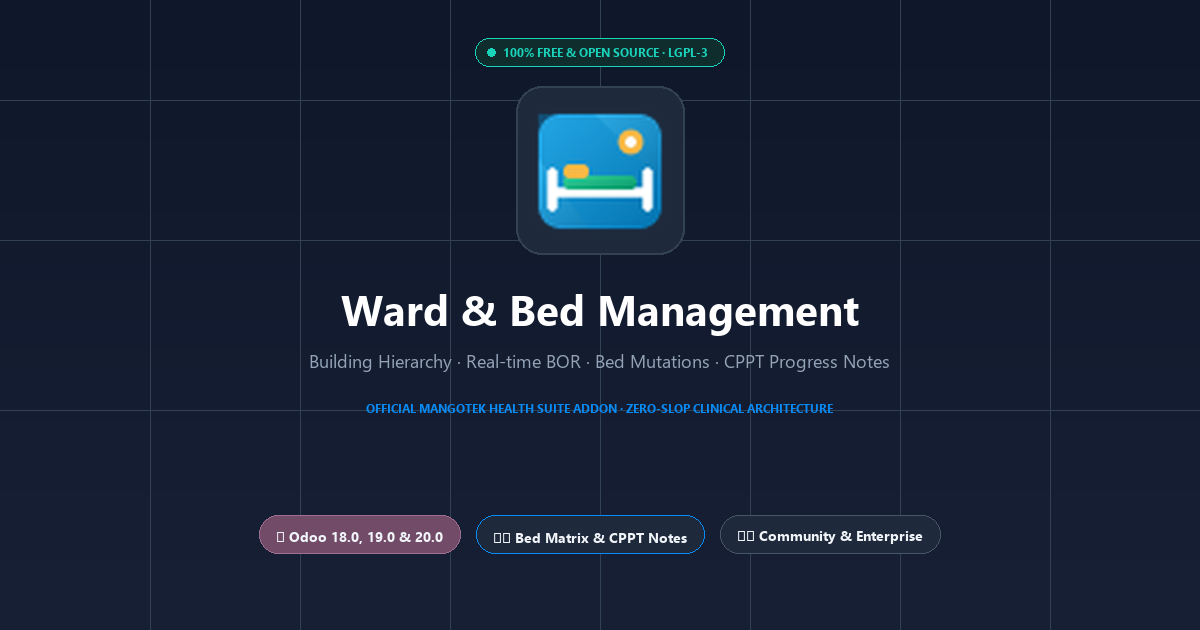 100% FREE & OPEN SOURCE · LGPL-3
Ward & Bed Management
Building Hierarchy · Real-time BOR · Bed Mutations · CPPT Progress Notes
OFFICIAL MANGOTEK HEALTH SUITE ADDON · ZERO-SLOP CLINICAL ARCHITECTURE
Odoo 18.0, 19.0 & 20.0
Bed Matrix & CPPT Notes
Community & Enterprise